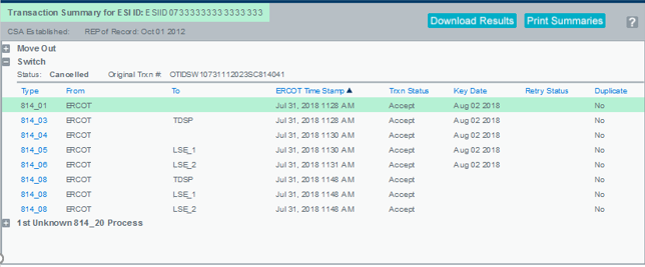 Transaction Summary for ESI ID: ESIID07333333333333333
Download Results Print Summaries ?
CSA Established: REP of Record: Oct 01 2012
Move Out
Switch
Status: Cancelled Original Trxn #: OTIDSW10731112023SC814041
Type From To ERCOT Time Stamp Trxn Status Key Date Retry Status Duplicate
814_01 ERCOT Jul 31, 2018 1128 AM Accept Aug 02 2018 No
814_03 ERCOT TDSP Jul 31, 2018 1128 AM Accept Aug 02 2018 No
814_04 ERCOT Jul 31, 2018 1130 AM Accept Aug 02 2018 No
814_05 ERCOT LSE_1 Jul 31, 2018 1130 AM Accept Aug 02 2018 No
814_06 ERCOT LSE_2 Jul 31, 2018 1131 AM Accept Aug 02 2018 No
814_08 ERCOT TDSP Jul 31, 2018 1148 AM Accept No
814_08 ERCOT LSE_1 Jul 31, 2018 1148 AM Accept No
814_08 ERCOT LSE_2 Jul 31, 2018 1148 AM Accept No
1st Unknown 814_20 Process